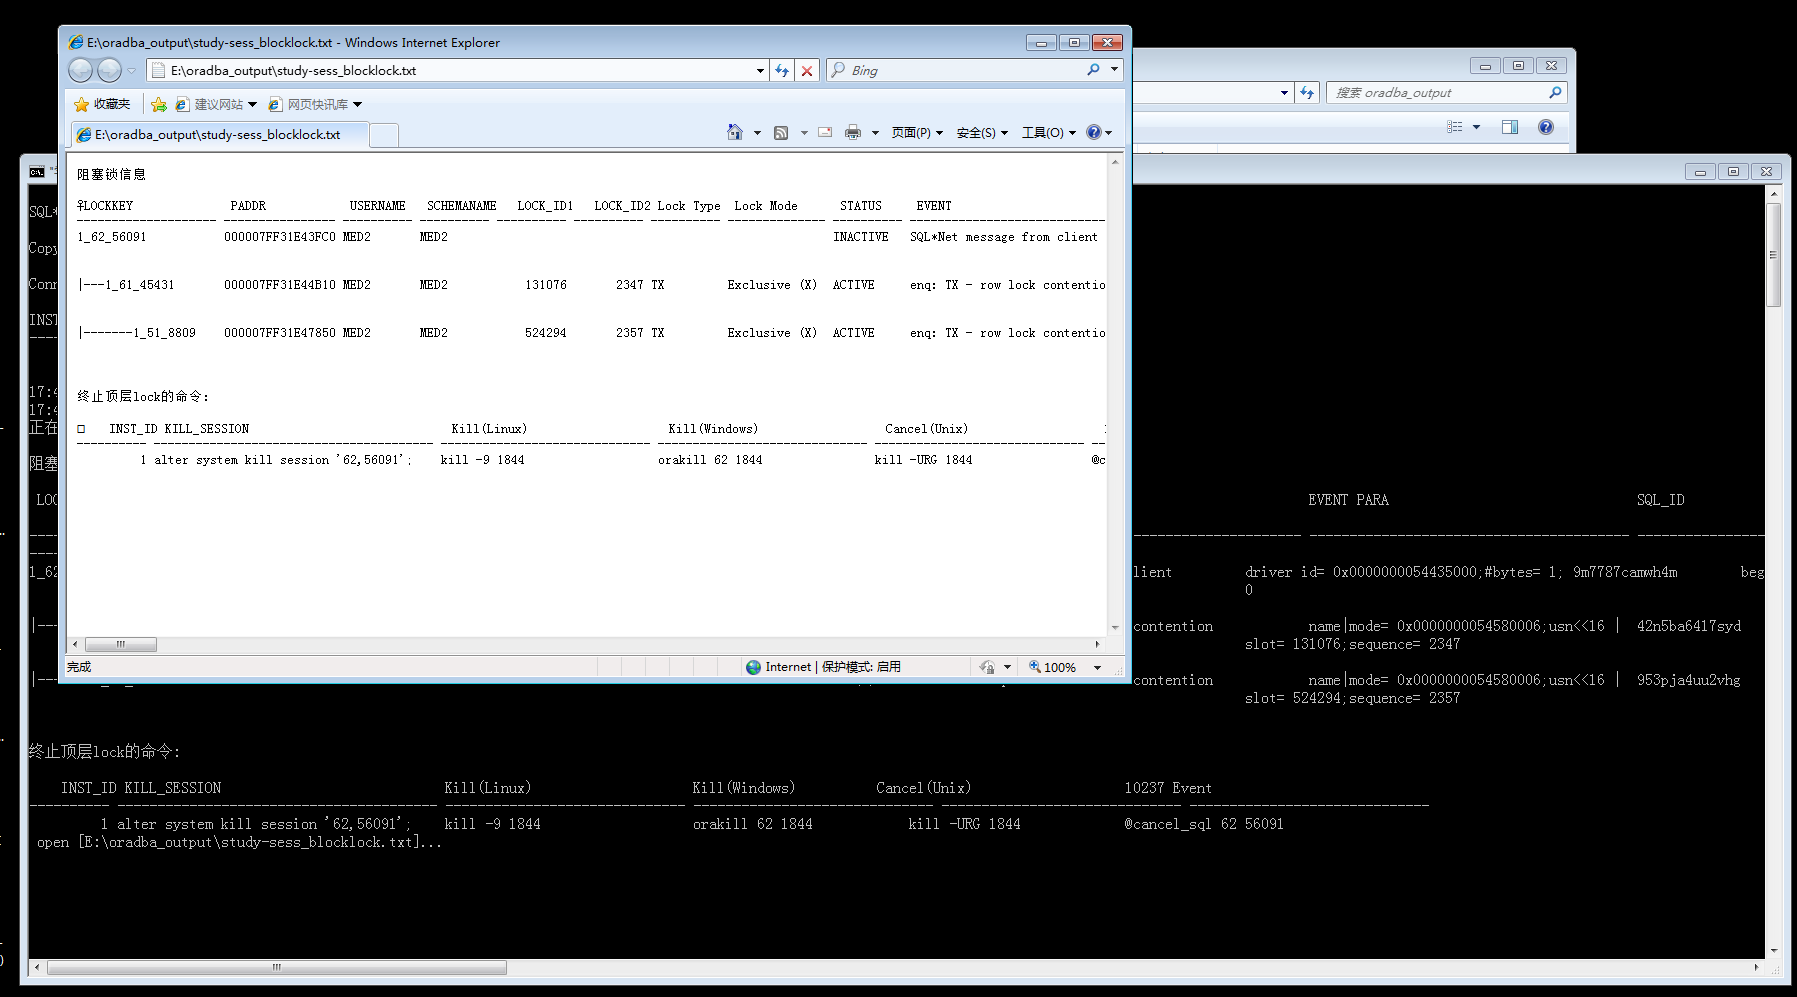 E:\oradba_output\study-sess_blocklock.txt - Windows Internet Explorer
E:\oradba_output\study-sess_blocklock.txt
Bing
收藏夹 建议网站 网页快讯库
E:\oradba_output\study-sess_blocklock.txt
页面(P) 安全(S) 工具(O)
搜索 oradba_output
阻塞锁信息
LOCKKEY PADDR USERNAME SCHEMANAME LOCK_ID1 LOCK_ID2 Lock Type Lock Mode STATUS EVENT
1_62_56091 000007FF31E43FC0 MED2 MED2 INACTIVE SQL*Net message from client
|---1_61_45431 000007FF31E44B10 MED2 MED2 131076 2347 TX Exclusive (X) ACTIVE enq: TX - row lock contentio
|-------1_51_8809 000007FF31E47850 MED2 MED2 524294 2357 TX Exclusive (X) ACTIVE enq: TX - row lock contentio
终止顶层lock的命令:
INST_ID KILL_SESSION Kill(Linux) Kill(Windows) Cancel(Unix)
1 alter system kill session '62,56091'; kill -9 1844 orakill 62 1844 kill -URG 1844 @c
完成 Internet | 保护模式: 启用 100%
SQL*
Copy
Conn
INST
17:4
17:4
正在
阻塞
LOC EVENT PARA SQL_ID
1_62 lient driver id= 0x0000000054435000;#bytes= 1; 9m7787camwh4m beg
0
|--- contention name|mode= 0x0000000054580006;usn<<16 | 42n5ba6417syd
slot= 131076;sequence= 2347
|--- contention name|mode= 0x0000000054580006;usn<<16 | 953pja4uu2vhg
slot= 524294;sequence= 2357
终止顶层lock的命令:
INST_ID KILL_SESSION Kill(Linux) Kill(Windows) Cancel(Unix) 10237 Event
1 alter system kill session '62,56091'; kill -9 1844 orakill 62 1844 kill -URG 1844 @cancel_sql 62 56091
open [E:\oradba_output\study-sess_blocklock.txt]...